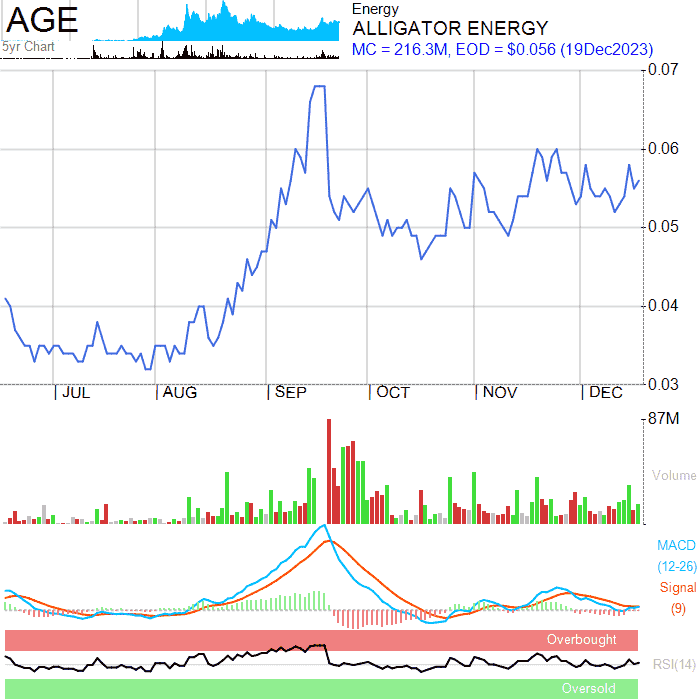 AGE
5yr Chart
Energy
ALLIGATOR ENERGY
MC = 216.3M, EOD = $0.056 (19Dec2023)
0.07
0.06
0.05
0.04
0.03
JUL AUG SEP OCT NOV DEC
87M
Volume
MACD
(12-26)
Signal
(9)
Overbought
RSI(14)
Oversold